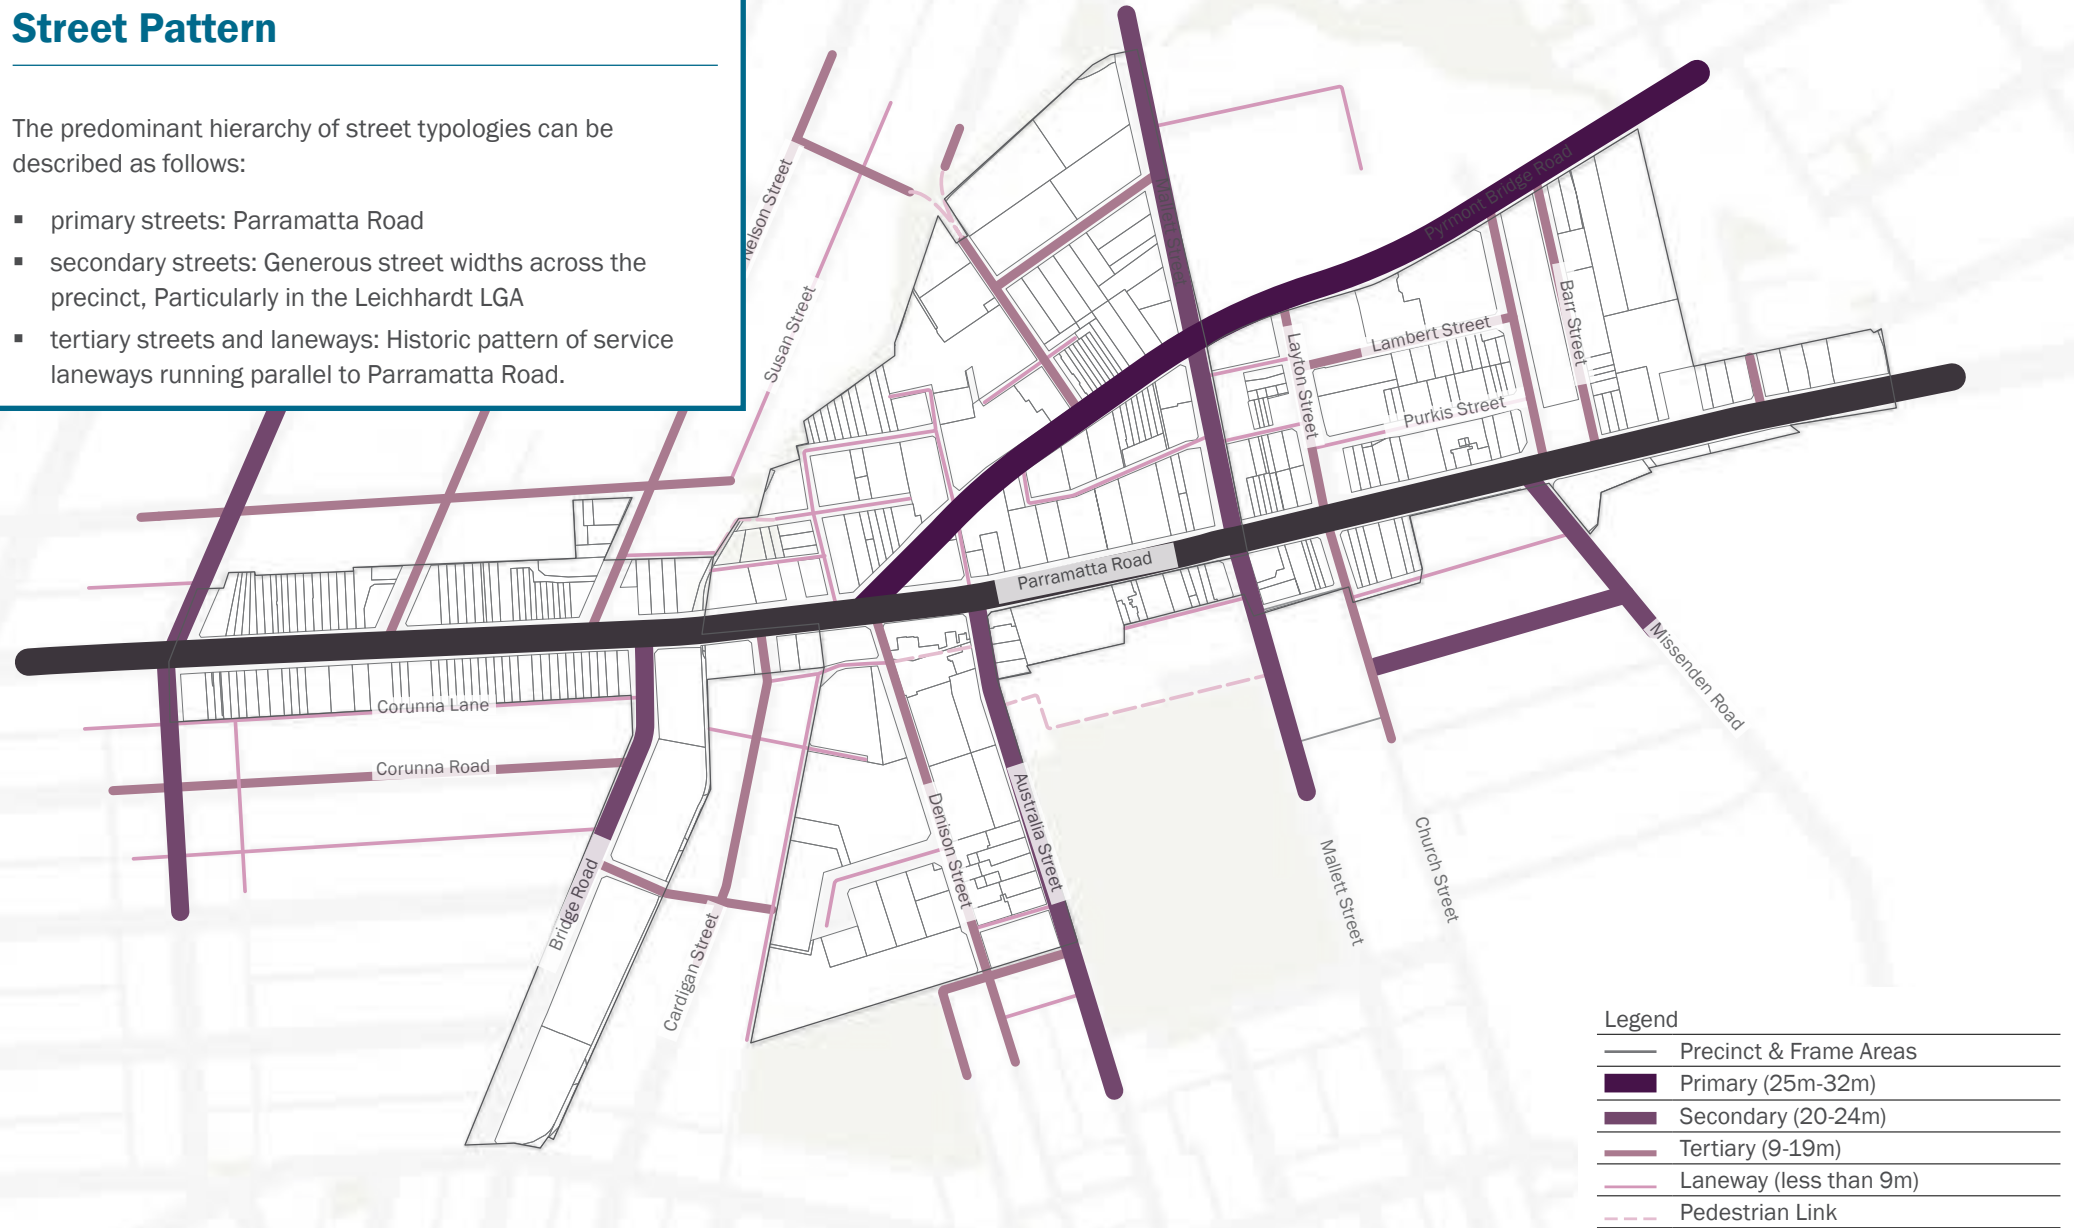 Street Pattern
The predominant hierarchy of street typologies can be
described as follows:
▪ primary streets: Parramatta Road
▪ secondary streets: Generous street widths across the
precinct, Particularly in the Leichhardt LGA
▪ tertiary streets and laneways: Historic pattern of service
laneways running parallel to Parramatta Road.
Nelson Street
Susan Street
Mallett Street
Pyrmont Bridge Road
Barr Street
Lambert Street
Layton Street
Purkis Street
Parramatta Road
Missenden Road
Corunna Lane
Corunna Road
Bridge Road
Cardigan Street
Denison Street
Australia Street
Mallett Street
Church Street
Legend
Precinct & Frame Areas
Primary (25m-32m)
Secondary (20-24m)
Tertiary (9-19m)
Laneway (less than 9m)
Pedestrian Link